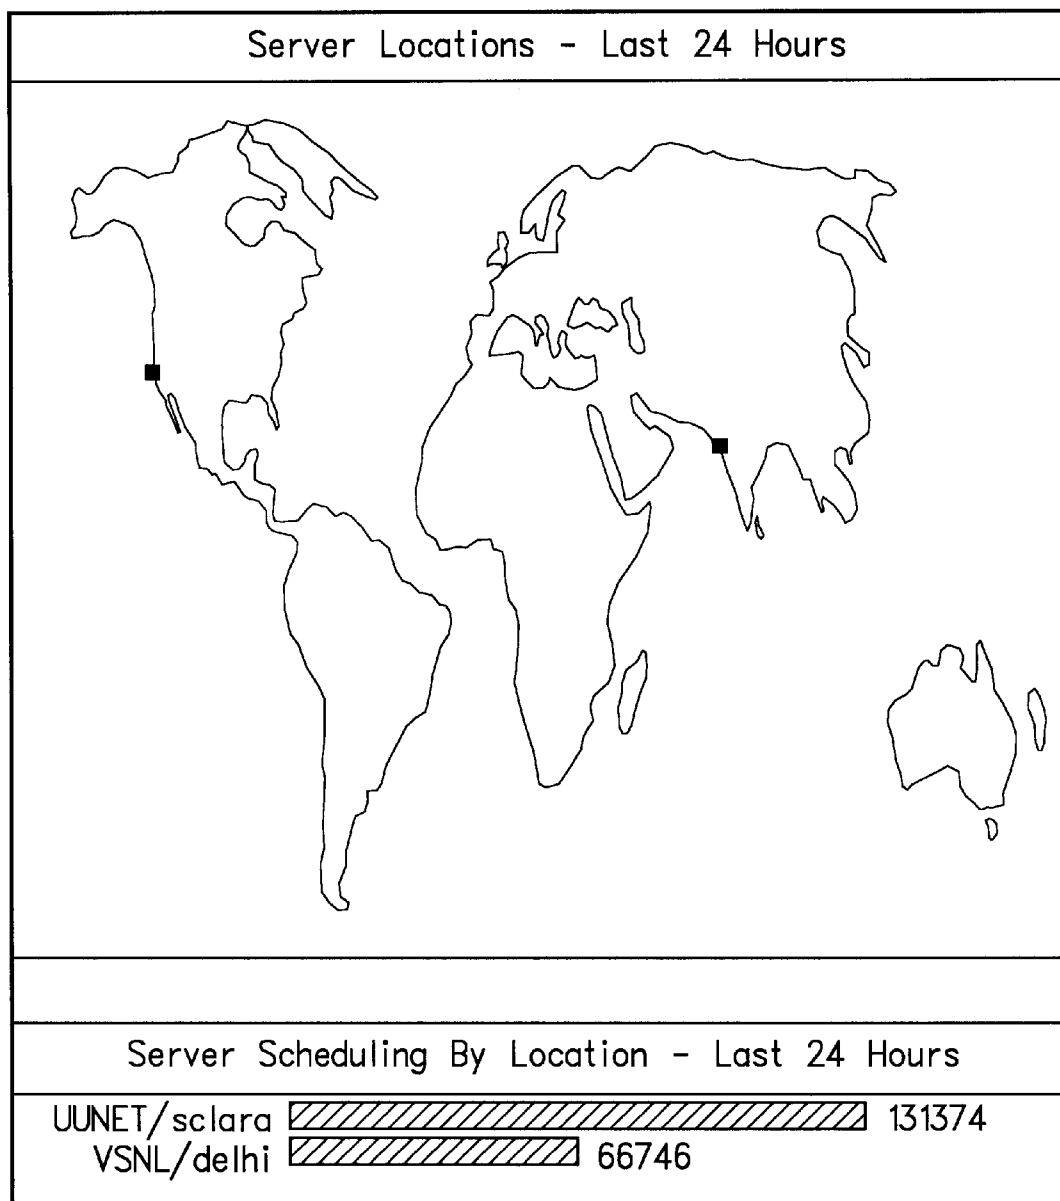 Server Locations - Last 24 Hours
Server Scheduling By Location - Last 24 Hours
UUNET/sclara 131374
VSNL/delhi 66746